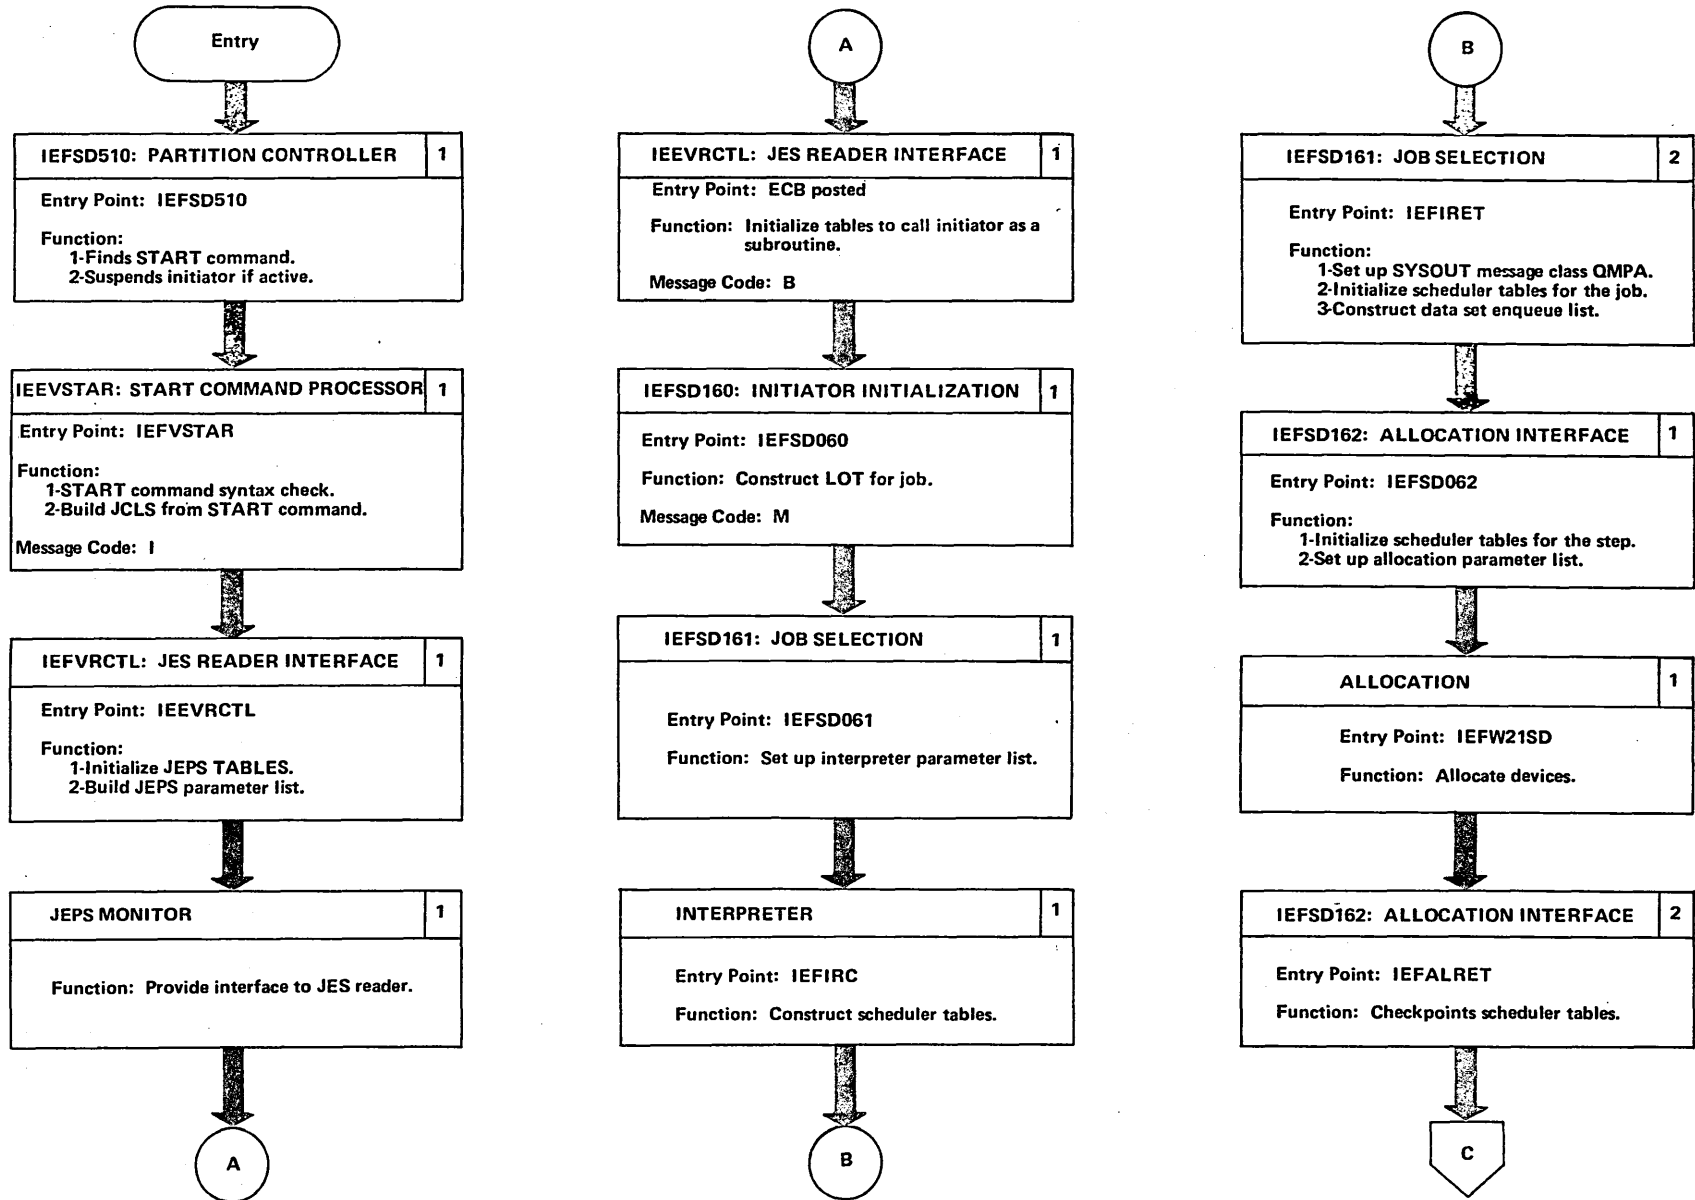 Entry
IEFSD510: PARTITION CONTROLLER 1
Entry Point: IEFSD510
Function:
1-Finds START command.
2-Suspends initiator if active.
IEEVSTAR: START COMMAND PROCESSOR 1
Entry Point: IEFVSTAR
Function:
1-START command syntax check.
2-Build JCLS from START command.
Message Code: I
IEFVRCTL: JES READER INTERFACE 1
Entry Point: IEEVRCTL
Function:
1-Initialize JEPS TABLES.
2-Build JEPS parameter list.
JEPS MONITOR 1
Function: Provide interface to JES reader.
A
A
IEEVRCTL: JES READER INTERFACE 1
Entry Point: ECB posted
Function: Initialize tables to call initiator as a
subroutine.
Message Code: B
IEFSD160: INITIATOR INITIALIZATION 1
Entry Point: IEFSD060
Function: Construct LOT for job.
Message Code: M
IEFSD161: JOB SELECTION 1
Entry Point: IEFSD061
Function: Set up interpreter parameter list.
INTERPRETER 1
Entry Point: IEFIRC
Function: Construct scheduler tables.
B
B
IEFSD161: JOB SELECTION 2
Entry Point: IEFIRET
Function:
1-Set up SYSOUT message class QMPA.
2-Initialize scheduler tables for the job.
3-Construct data set enqueue list.
IEFSD162: ALLOCATION INTERFACE 1
Entry Point: IEFSD062
Function:
1-Initialize scheduler tables for the step.
2-Set up allocation parameter list.
ALLOCATION 1
Entry Point: IEFW21SD
Function: Allocate devices.
IEFSD162: ALLOCATION INTERFACE 2
Entry Point: IEFALRET
Function: Checkpoints scheduler tables.
C